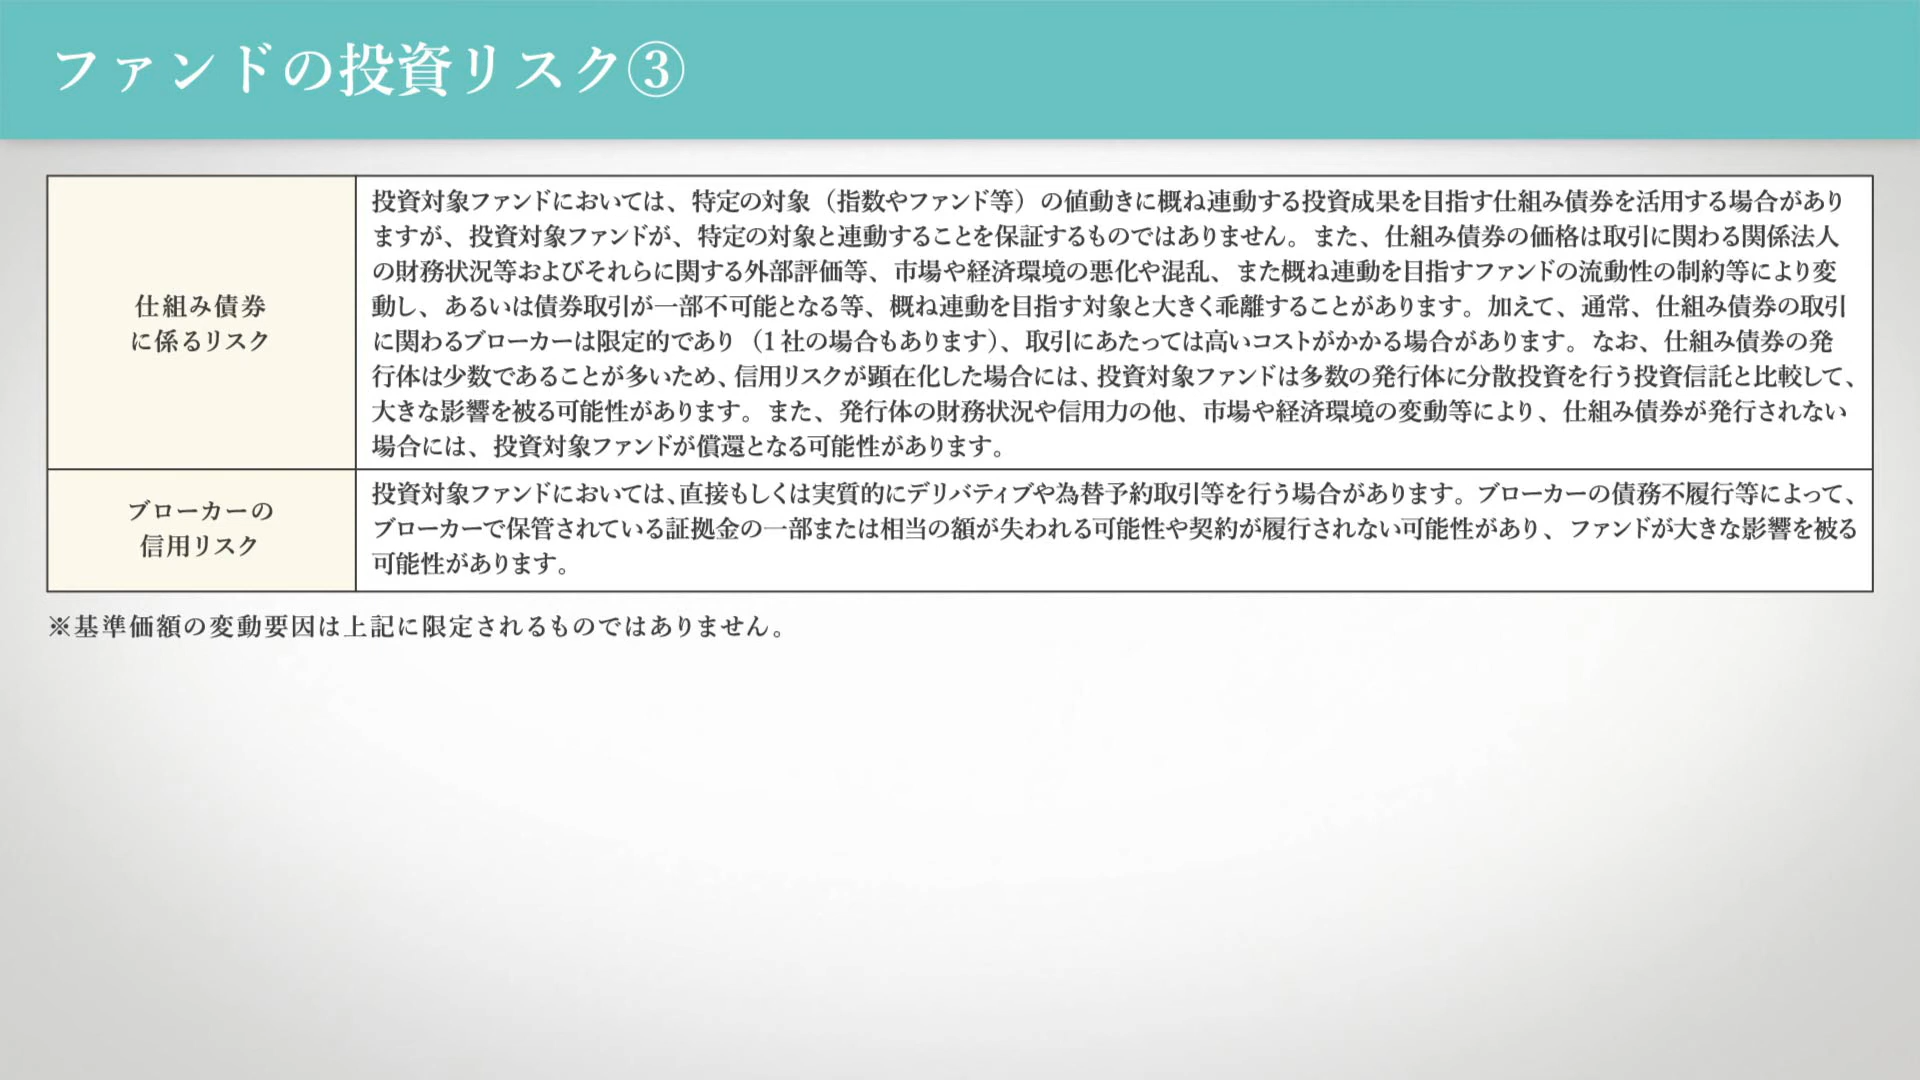 ファンドの投資リスク③
仕組み債券
に係るリスク
投資対象ファンドにおいては、特定の対象（指数やファンド等）の値動きに概ね連動する投資成果を目指す仕組み債券を活用する場合があり
ますが、投資対象ファンドが、特定の対象と連動することを保証するものではありません。また、仕組み債券の価格は取引に関わる関係法人
の財務状況等およびそれらに関する外部評価等、市場や経済環境の悪化や混乱、また概ね連動を目指すファンドの流動性の制約等により変
動し、あるいは債券取引が一部不可能となる等、概ね連動を目指す対象と大きく乖離することがあります。加えて、通常、仕組み債券の取引
に関わるブローカーは限定的であり（1社の場合もあります）、取引にあたっては高いコストがかかる場合があります。なお、仕組み債券の発
行体は少数であることが多いため、信用リスクが顕在化した場合には、投資対象ファンドは多数の発行体に分散投資を行う投資信託と比較して、
大きな影響を被る可能性があります。また、発行体の財務状況や信用力の他、市場や経済環境の変動等により、仕組み債券が発行されない
場合には、投資対象ファンドが償還となる可能性があります。
ブローカーの
信用リスク
投資対象ファンドにおいては、直接もしくは実質的にデリバティブや為替予約取引等を行う場合があります。ブローカーの債務不履行等によって、
ブローカーで保管されている証拠金の一部または相当の額が失われる可能性や契約が履行されない可能性があり、ファンドが大きな影響を被る
可能性があります。
※基準価額の変動要因は上記に限定されるものではありません。